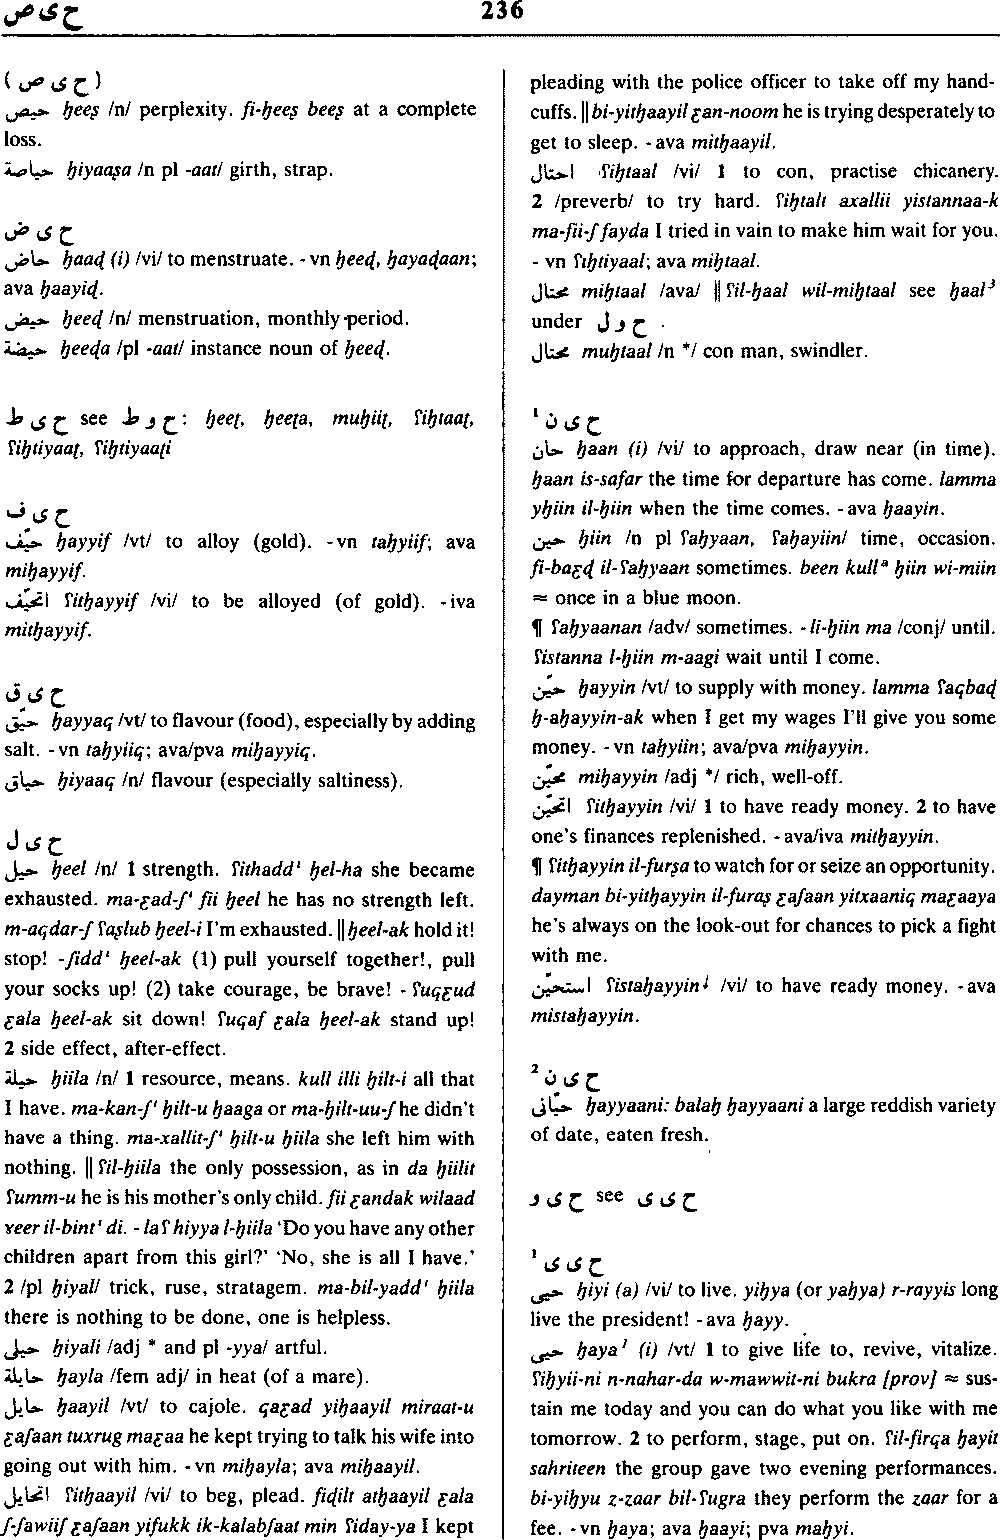 ح ی ص
236
( ح ی ص )
حيص ḥeeṣ /n/ perplexity. fi-ḥeeṣ beeṣ at a complete
loss.
حياصة ḥiyaaṣa /n pl -aat/ girth, strap.
ح ی ض
حاض ḥaaḍ (i) /vi/ to menstruate. - vn ḥeeḍ, ḥayaḍaan;
ava ḥaayiḍ.
حيض ḥeeḍ /n/ menstruation, monthly period.
حيضة ḥeeḍa /pl -aat/ instance noun of ḥeeḍ.
ح ی ط see ح و ط: ḥeeṭ, ḥeeṭa, muḥiiṭ, ʕiḥtaaṭ,
ʕiḥtiyaaṭ, ʕiḥtiyaaṭi
ح ی ف
حيّف ḥayyif /vt/ to alloy (gold). -vn taḥyiif; ava
miḥayyif.
اتحيّف ʕitḥayyif /vi/ to be alloyed (of gold). -iva
mitḥayyif.
ح ی ق
حيّق ḥayyaq /vt/ to flavour (food), especially by adding
salt. -vn taḥyiiq; ava/pva miḥayyiq.
حياق ḥiyaaq /n/ flavour (especially saltiness).
ح ی ل
حيل ḥeel /n/ 1 strength. ʕithadd¹ ḥel-ha she became
exhausted. ma-ƹad-ʃ¹ fii ḥeel he has no strength left.
m-aqdar-ʃ ʕaṣlub ḥeel-i I'm exhausted. ‖ ḥeel-ak hold it!
stop! -ʃidd¹ ḥeel-ak (1) pull yourself together!, pull
your socks up! (2) take courage, be brave! - ʕuqƹud
ƹala ḥeel-ak sit down! ʕuqaf ƹala ḥeel-ak stand up!
2 side effect, after-effect.
حيلة ḥiila /n/ 1 resource, means. kull illi ḥilt-i all that
I have. ma-kan-ʃ¹ ḥilt-u ḥaaga or ma-ḥilt-uu-ʃ he didn't
have a thing. ma-xallit-ʃ¹ ḥilt-u ḥiila she left him with
nothing. ‖ ʕil-ḥiila the only possession, as in da ḥiilit
ʕumm-u he is his mother's only child. fii ƹandak wilaad
ɤeer il-bint¹ di. - laʕ hiyya l-ḥiila 'Do you have any other
children apart from this girl?' 'No, she is all I have.'
2 /pl ḥiyal/ trick, ruse, stratagem. ma-bil-yadd¹ ḥiila
there is nothing to be done, one is helpless.
حيلى ḥiyali /adj * and pl -yya/ artful.
حايلة ḥayla /fem adj/ in heat (of a mare).
حايل ḥaayil /vt/ to cajole. qaƹad yiḥaayil miraat-u
ƹaʃaan tuxrug maƹaa he kept trying to talk his wife into
going out with him. -vn miḥayla; ava miḥaayil.
اتحايل ʕitḥaayil /vi/ to beg, plead. fiḍilt atḥaayil ƹala
ʃ-ʃawiiʃ ƹaʃaan yifukk ik-kalabʃaat min ʕiday-ya I kept
pleading with the police officer to take off my hand-
cuffs. ‖ bi-yitḥaayil ƹan-noom he is trying desperately to
get to sleep. - ava mitḥaayil.
احتال ʕiḥtaal /vi/ 1 to con, practise chicanery.
2 /preverb/ to try hard. ʕiḥtalt axallii yistannaa-k
ma-fii-ʃ fayda I tried in vain to make him wait for you.
- vn ʕiḥtiyaal; ava miḥtaal.
محتال miḥtaal /ava/ ‖ ʕil-ḥaal wil-miḥtaal see ḥaal³
under ح و ل .
محتال muḥtaal /n */ con man, swindler.
ح ی ن ¹
حان ḥaan (i) /vi/ to approach, draw near (in time).
ḥaan is-safar the time for departure has come. lamma
yḥiin il-ḥiin when the time comes. - ava ḥaayin.
حين ḥiin /n pl ʕaḥyaan, ʕaḥayiin/ time, occasion.
fi-baƹḍ il-ʕaḥyaan sometimes. been kullᵃ ḥiin wi-miin
≈ once in a blue moon.
¶ ʕaḥyaanan /adv/ sometimes. - li-ḥiin ma /conj/ until.
ʕistanna l-ḥiin m-aagi wait until I come.
حيّن ḥayyin /vt/ to supply with money. lamma ʕaqbaḍ
ḥ-aḥayyin-ak when I get my wages I'll give you some
money. - vn taḥyiin; ava/pva miḥayyin.
محيّن miḥayyin /adj */ rich, well-off.
اتحيّن ʕitḥayyin /vi/ 1 to have ready money. 2 to have
one's finances replenished. - ava/iva mitḥayyin.
¶ ʕitḥayyin il-furṣa to watch for or seize an opportunity.
dayman bi-yitḥayyin il-furaṣ ƹaʃaan yitxaaniq maƹaaya
he's always on the look-out for chances to pick a fight
with me.
استحيّن ʕistaḥayyin↓ /vi/ to have ready money. - ava
mistaḥayyin.
ح ی ن ²
حيّانى ḥayyaani: balaḥ ḥayyaani a large reddish variety
of date, eaten fresh.
ح ی و see ح ی ی
ح ی ی ¹
حيى ḥiyi (a) /vi/ to live. yiḥya (or yaḥya) r-rayyis long
live the president! - ava ḥayy.
حيى ḥaya¹ (i) /vt/ 1 to give life to, revive, vitalize.
ʕiḥyii-ni n-nahar-da w-mawwit-ni bukra [prov] ≈ sus-
tain me today and you can do what you like with me
tomorrow. 2 to perform, stage, put on. ʕil-firqa ḥayit
sahriteen the group gave two evening performances.
bi-yiḥyu z-zaar bil-ʕugra they perform the zaar for a
fee. - vn ḥaya; ava ḥaayi; pva maḥyi.